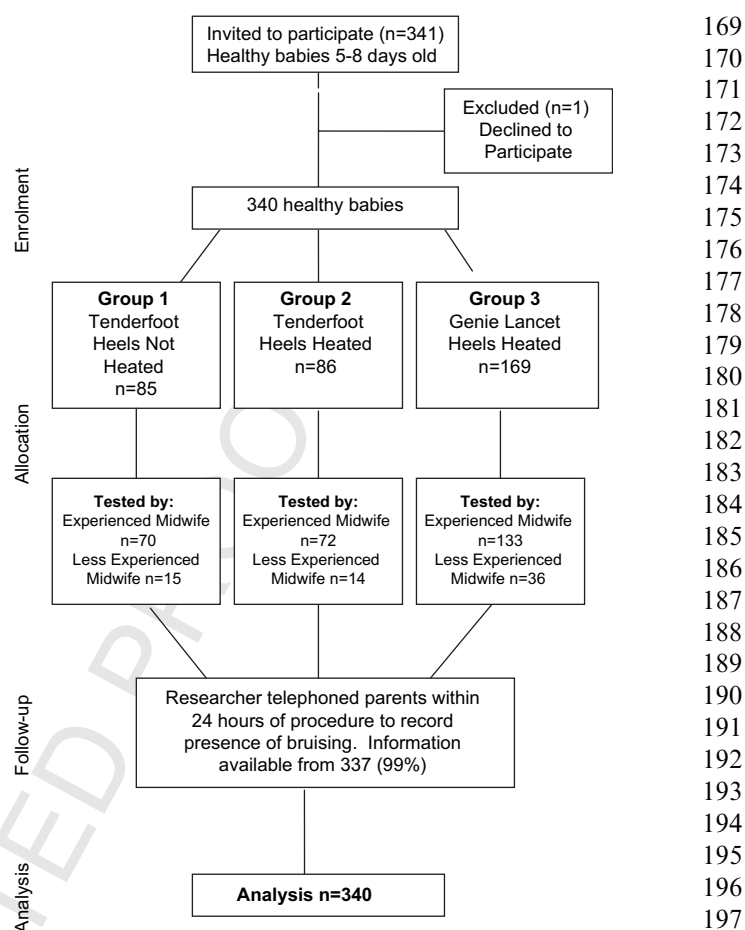 Invited to participate (n=341)
Healthy babies 5-8 days old
Excluded (n=1)
Declined to
Participate
Enrolment
340 healthy babies
Group 1
Tenderfoot
Heels Not
Heated
n=85
Group 2
Tenderfoot
Heels Heated
n=86
Group 3
Genie Lancet
Heels Heated
n=169
Allocation
Tested by:
Experienced Midwife
n=70
Less Experienced
Midwife n=15
Tested by:
Experienced Midwife
n=72
Less Experienced
Midwife n=14
Tested by:
Experienced Midwife
n=133
Less Experienced
Midwife n=36
Follow-up
Researcher telephoned parents within
24 hours of procedure to record
presence of bruising. Information
available from 337 (99%)
Analysis
Analysis n=340
169
170
171
172
173
174
175
176
177
178
179
180
181
182
183
184
185
186
187
188
189
190
191
192
193
194
195
196
197